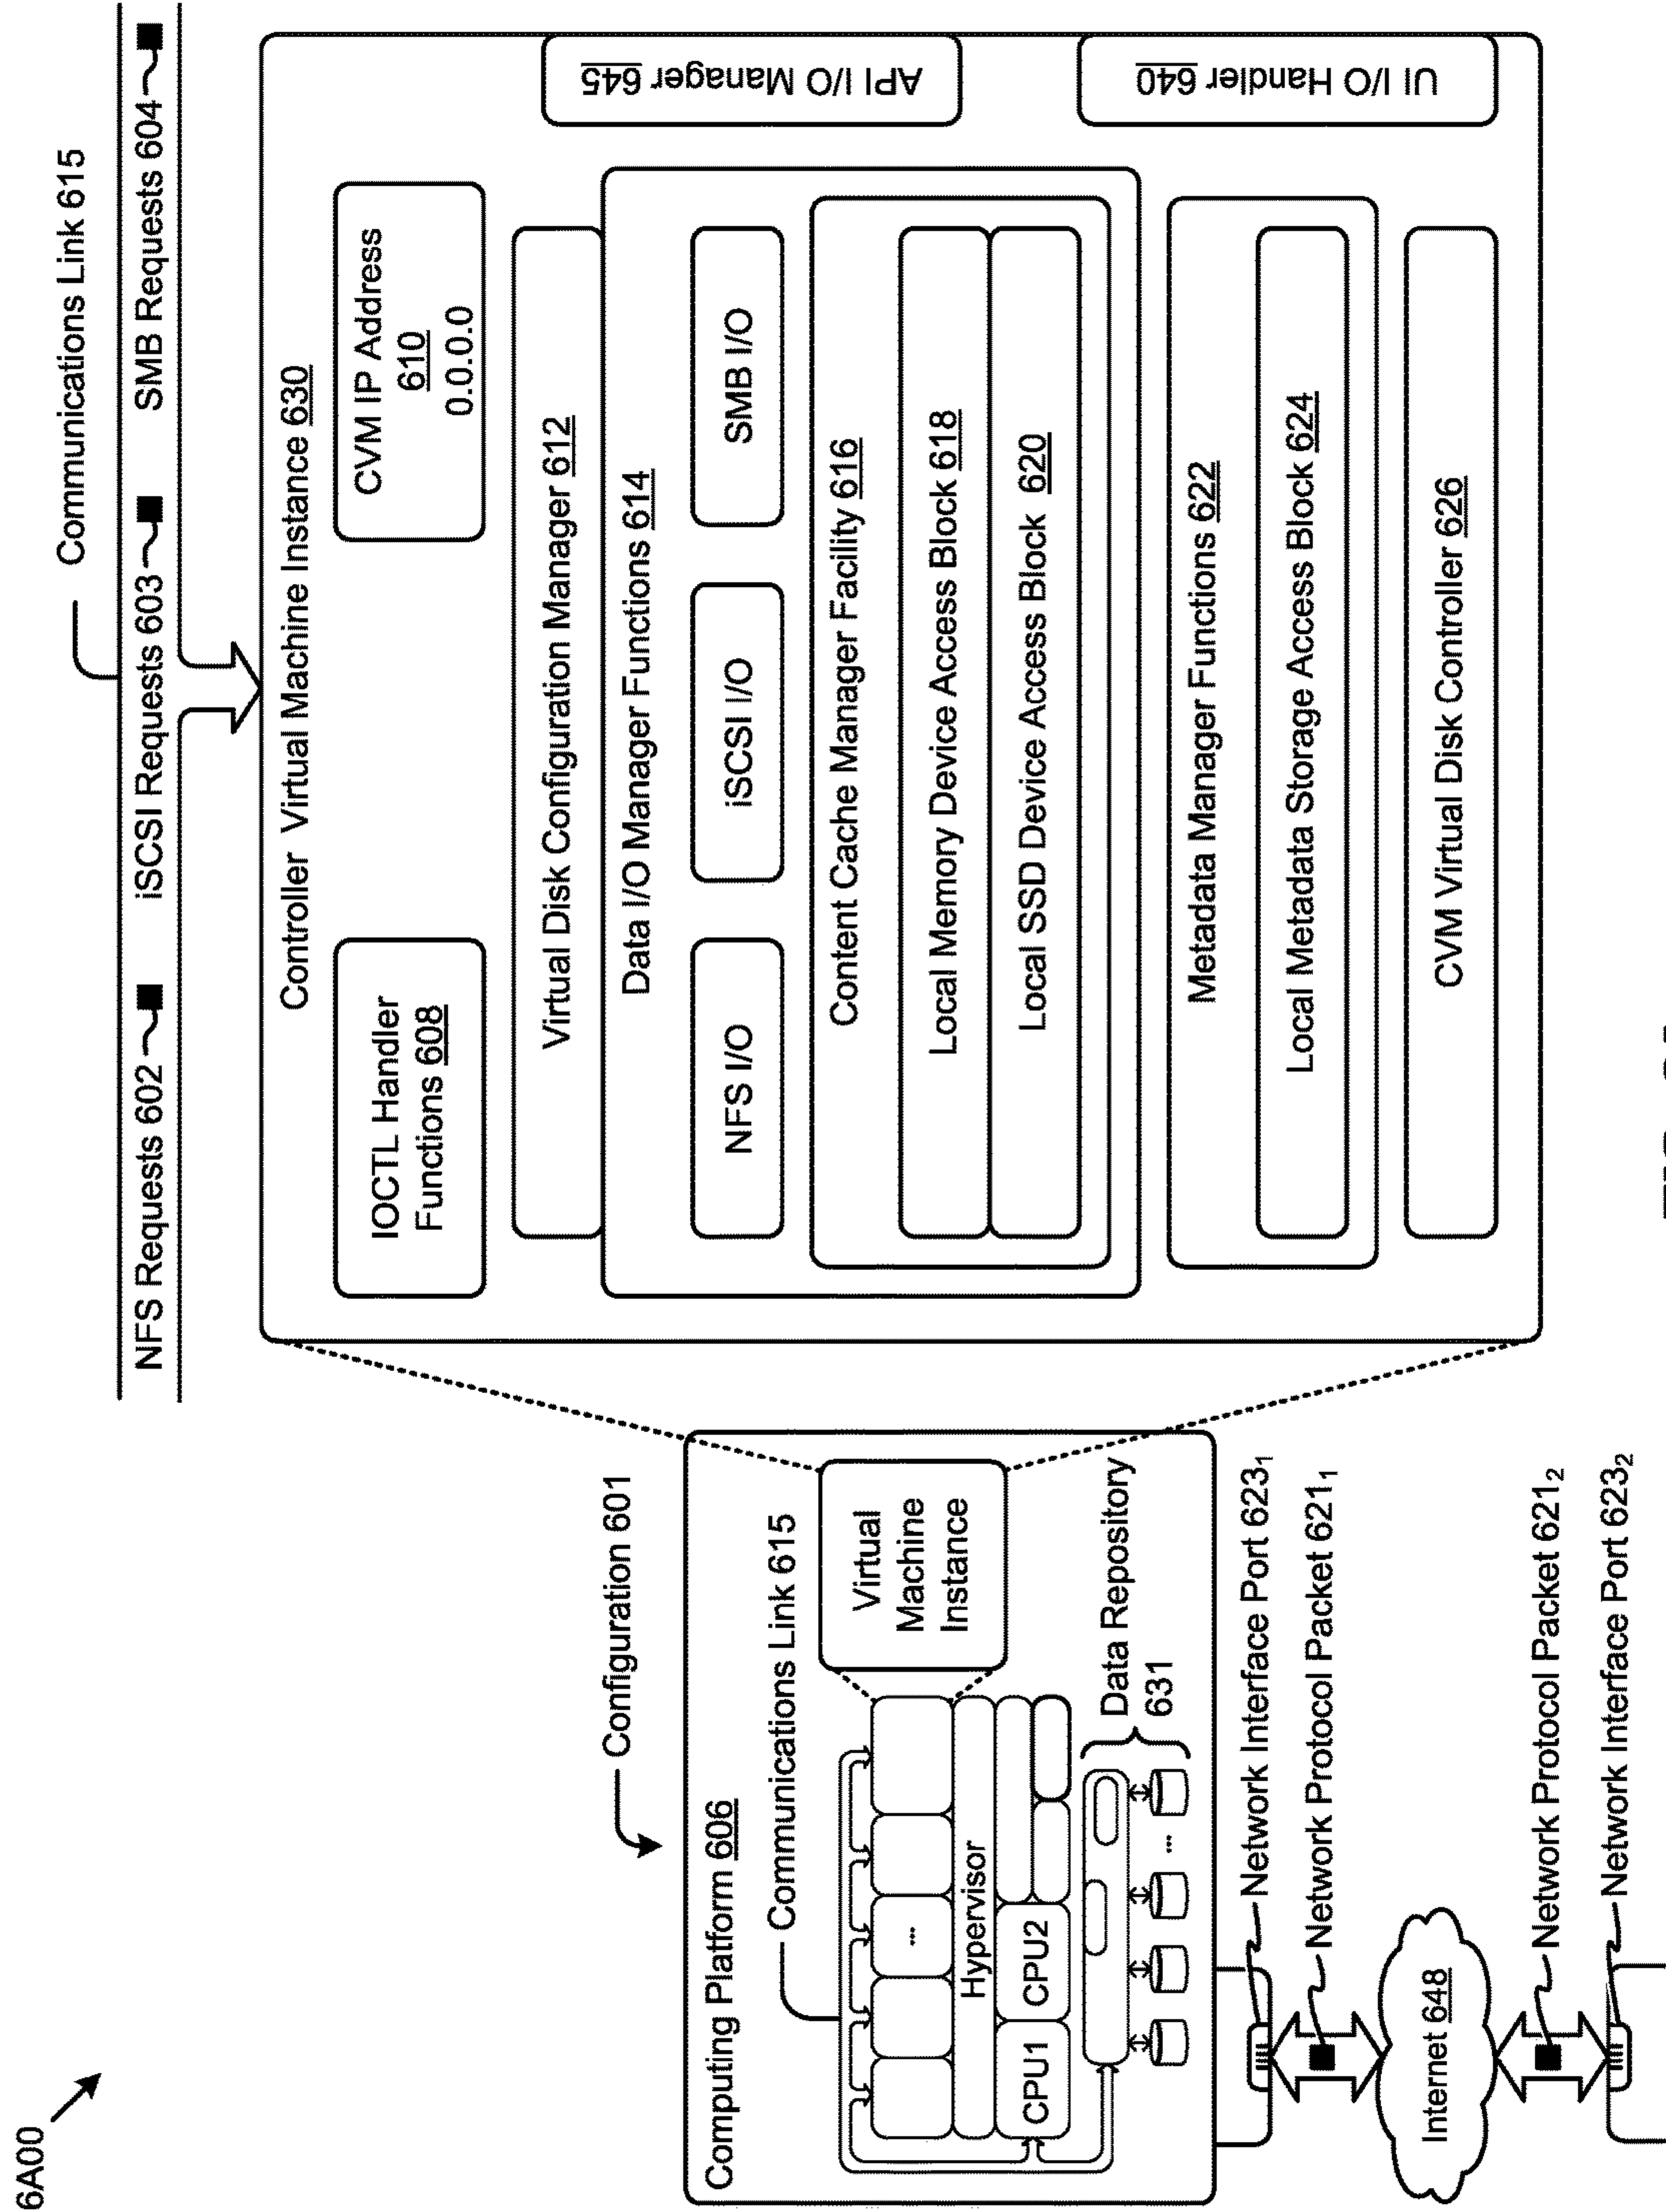 6A00
Communications Link 615
NFS Requests 602
iSCSI Requests 603
SMB Requests 604
Configuration 601
Computing Platform 606
Communications Link 615
...
Hypervisor
CPU1
CPU2
Virtual
Machine
Instance
Data Repository
631
...
Network Interface Port 623₁
Network Protocol Packet 621₁
Internet 648
Network Protocol Packet 621₂
Network Interface Port 623₂
Controller Virtual Machine Instance 630
IOCTL Handler
Functions 608
CVM IP Address
610
0.0.0.0
Virtual Disk Configuration Manager 612
Data I/O Manager Functions 614
NFS I/O
iSCSI I/O
SMB I/O
Content Cache Manager Facility 616
Local Memory Device Access Block 618
Local SSD Device Access Block 620
Metadata Manager Functions 622
Local Metadata Storage Access Block 624
CVM Virtual Disk Controller 626
API I/O Manager 645
UI I/O Handler 640